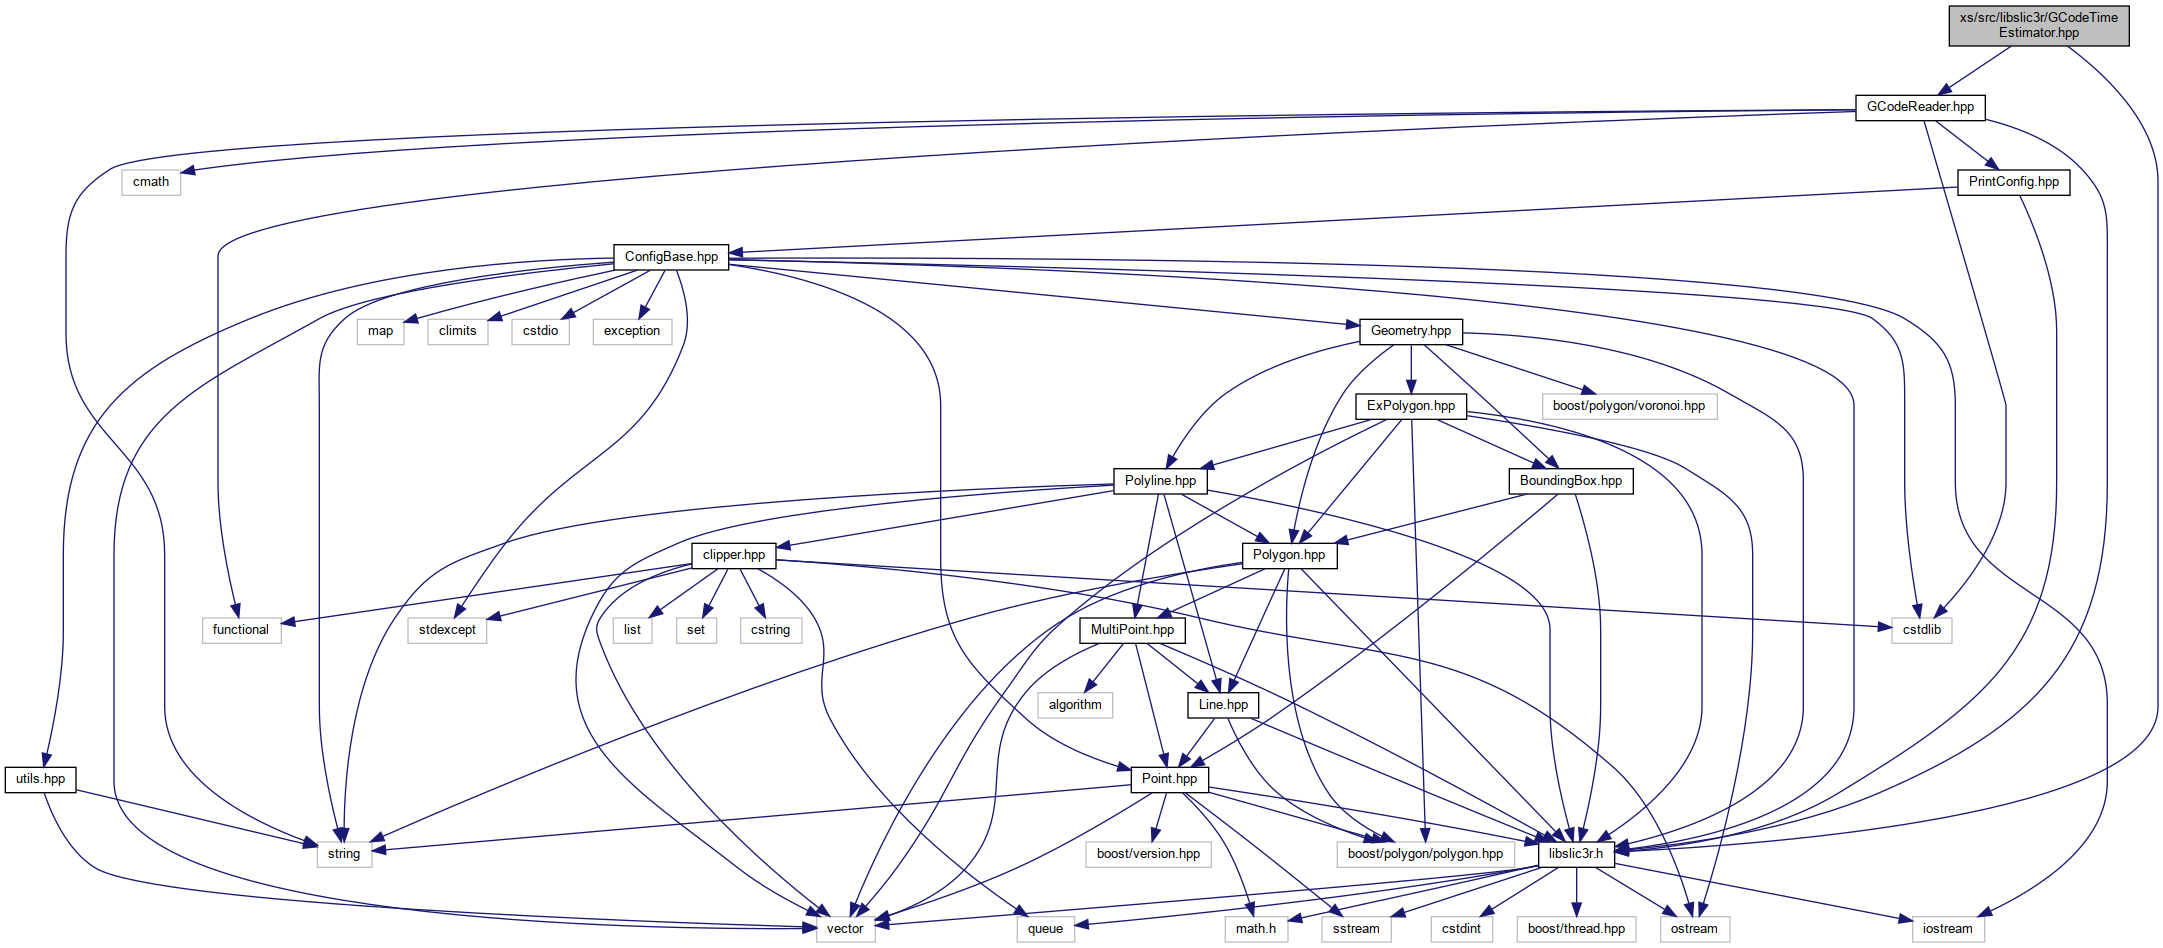 xs/src/libslic3r/GCodeTime
Estimator.hpp
GCodeReader.hpp
cmath
PrintConfig.hpp
ConfigBase.hpp
map
climits
cstdio
exception
Geometry.hpp
ExPolygon.hpp
boost/polygon/voronoi.hpp
Polyline.hpp
BoundingBox.hpp
clipper.hpp
Polygon.hpp
functional
stdexcept
list
set
cstring
MultiPoint.hpp
cstdlib
algorithm
Line.hpp
utils.hpp
Point.hpp
string
boost/version.hpp
boost/polygon/polygon.hpp
libslic3r.h
vector
queue
math.h
sstream
cstdint
boost/thread.hpp
ostream
iostream